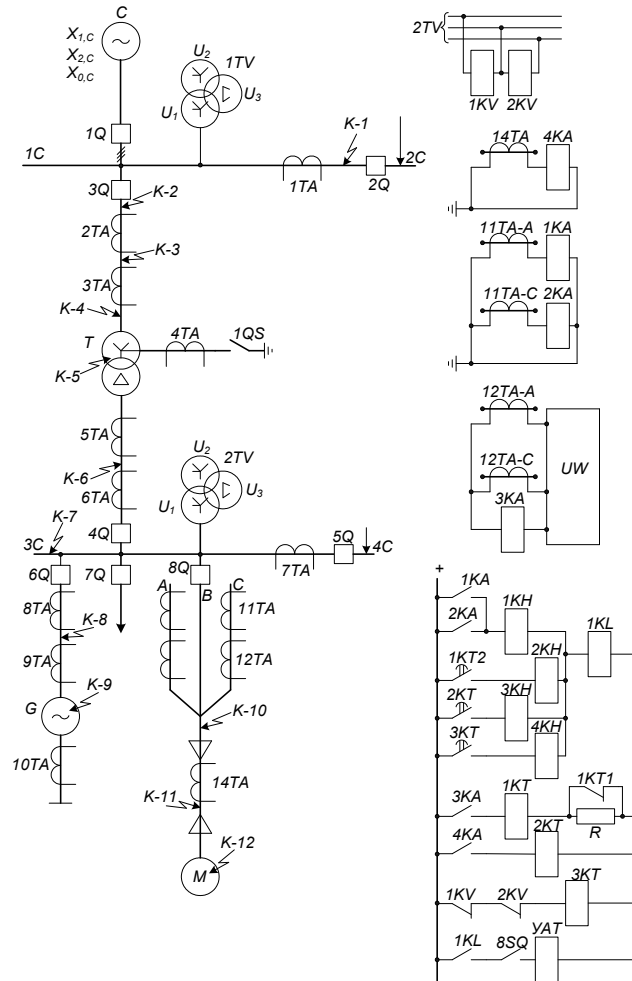 C
X1,C
X2,C
X0,C
U2
1TV
U3
U1
1Q
K-1
1C
2C
1TA
2Q
3Q
K-2
2TA
K-3
3TA
K-4
T
4TA
1QS
K-5
5TA
K-6
6TA
U2
2TV
U3
U1
K-7
4Q
5Q
3C
4C
7TA
6Q
7Q
8Q
A
B
C
8TA
11TA
K-8
9TA
12TA
G
K-9
K-10
10TA
14TA
K-11
M
K-12
2TV
1KV
2KV
14TA
4KA
11TA-A
1KA
11TA-C
2KA
12TA-A
12TA-C
UW
3KA
+
1KA
2KA
1KH
1KL
1KT2
2KH
2KT
3KH
3KT
4KH
3KA
1KT
1KT1
R
4KA
2KT
1KV
2KV
3KT
1KL
8SQ
УАТ